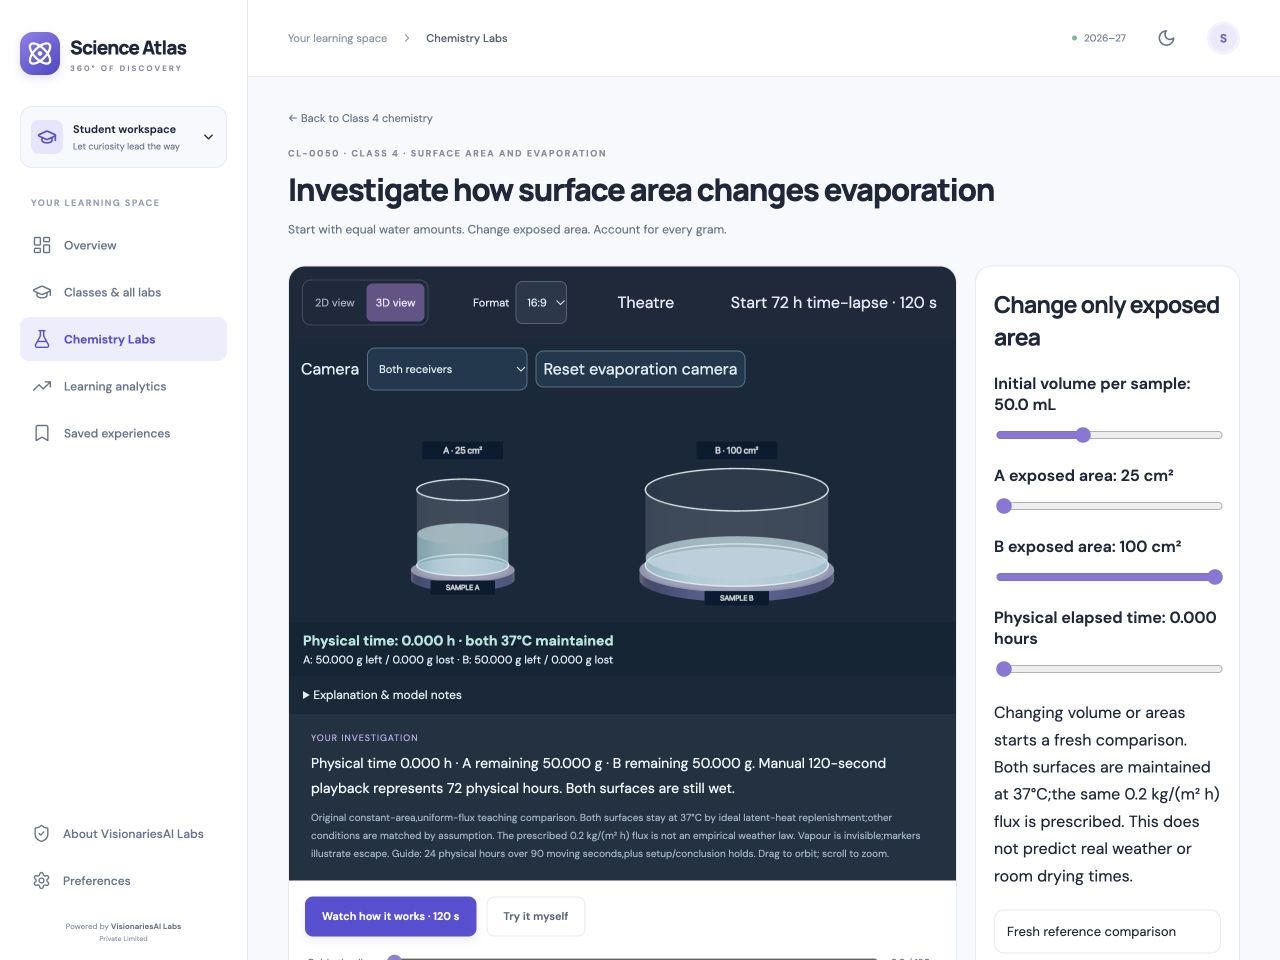 Science Atlas
360° OF DISCOVERY
Student workspace
Let curiosity lead the way
YOUR LEARNING SPACE
Overview
Classes & all labs
Chemistry Labs
Learning analytics
Saved experiences
About VisionariesAI Labs
Preferences
Powered by VisionariesAI Labs
Private Limited
Your learning space
Chemistry Labs
2026–27
S
← Back to Class 4 chemistry
CL-0050 · CLASS 4 · SURFACE AREA AND EVAPORATION
Investigate how surface area changes evaporation
Start with equal water amounts. Change exposed area. Account for every gram.
2D view
3D view
Format
16:9
Theatre
Start 72 h time-lapse · 120 s
Camera
Both receivers
Reset evaporation camera
A · 25 cm²
B · 100 cm²
SAMPLE A
SAMPLE B
Physical time: 0.000 h · both 37°C maintained
A: 50.000 g left / 0.000 g lost · B: 50.000 g left / 0.000 g lost
Explanation & model notes
YOUR INVESTIGATION
Physical time 0.000 h · A remaining 50.000 g · B remaining 50.000 g. Manual 120-second
playback represents 72 physical hours. Both surfaces are still wet.
Original constant-area,uniform-flux teaching comparison. Both surfaces stay at 37°C by ideal latent-heat replenishment;other
conditions are matched by assumption. The prescribed 0.2 kg/(m² h) flux is not an empirical weather law. Vapour is invisible;markers
illustrate escape. Guide: 24 physical hours over 90 moving seconds,plus setup/conclusion holds. Drag to orbit; scroll to zoom.
Watch how it works · 120 s
Try it myself
Change only exposed
area
Initial volume per sample:
50.0 mL
A exposed area: 25 cm²
B exposed area: 100 cm²
Physical elapsed time: 0.000
hours
Changing volume or areas
starts a fresh comparison.
Both surfaces are maintained
at 37°C;the same 0.2 kg/(m² h)
flux is prescribed. This does
not predict real weather or
room drying times.
Fresh reference comparison